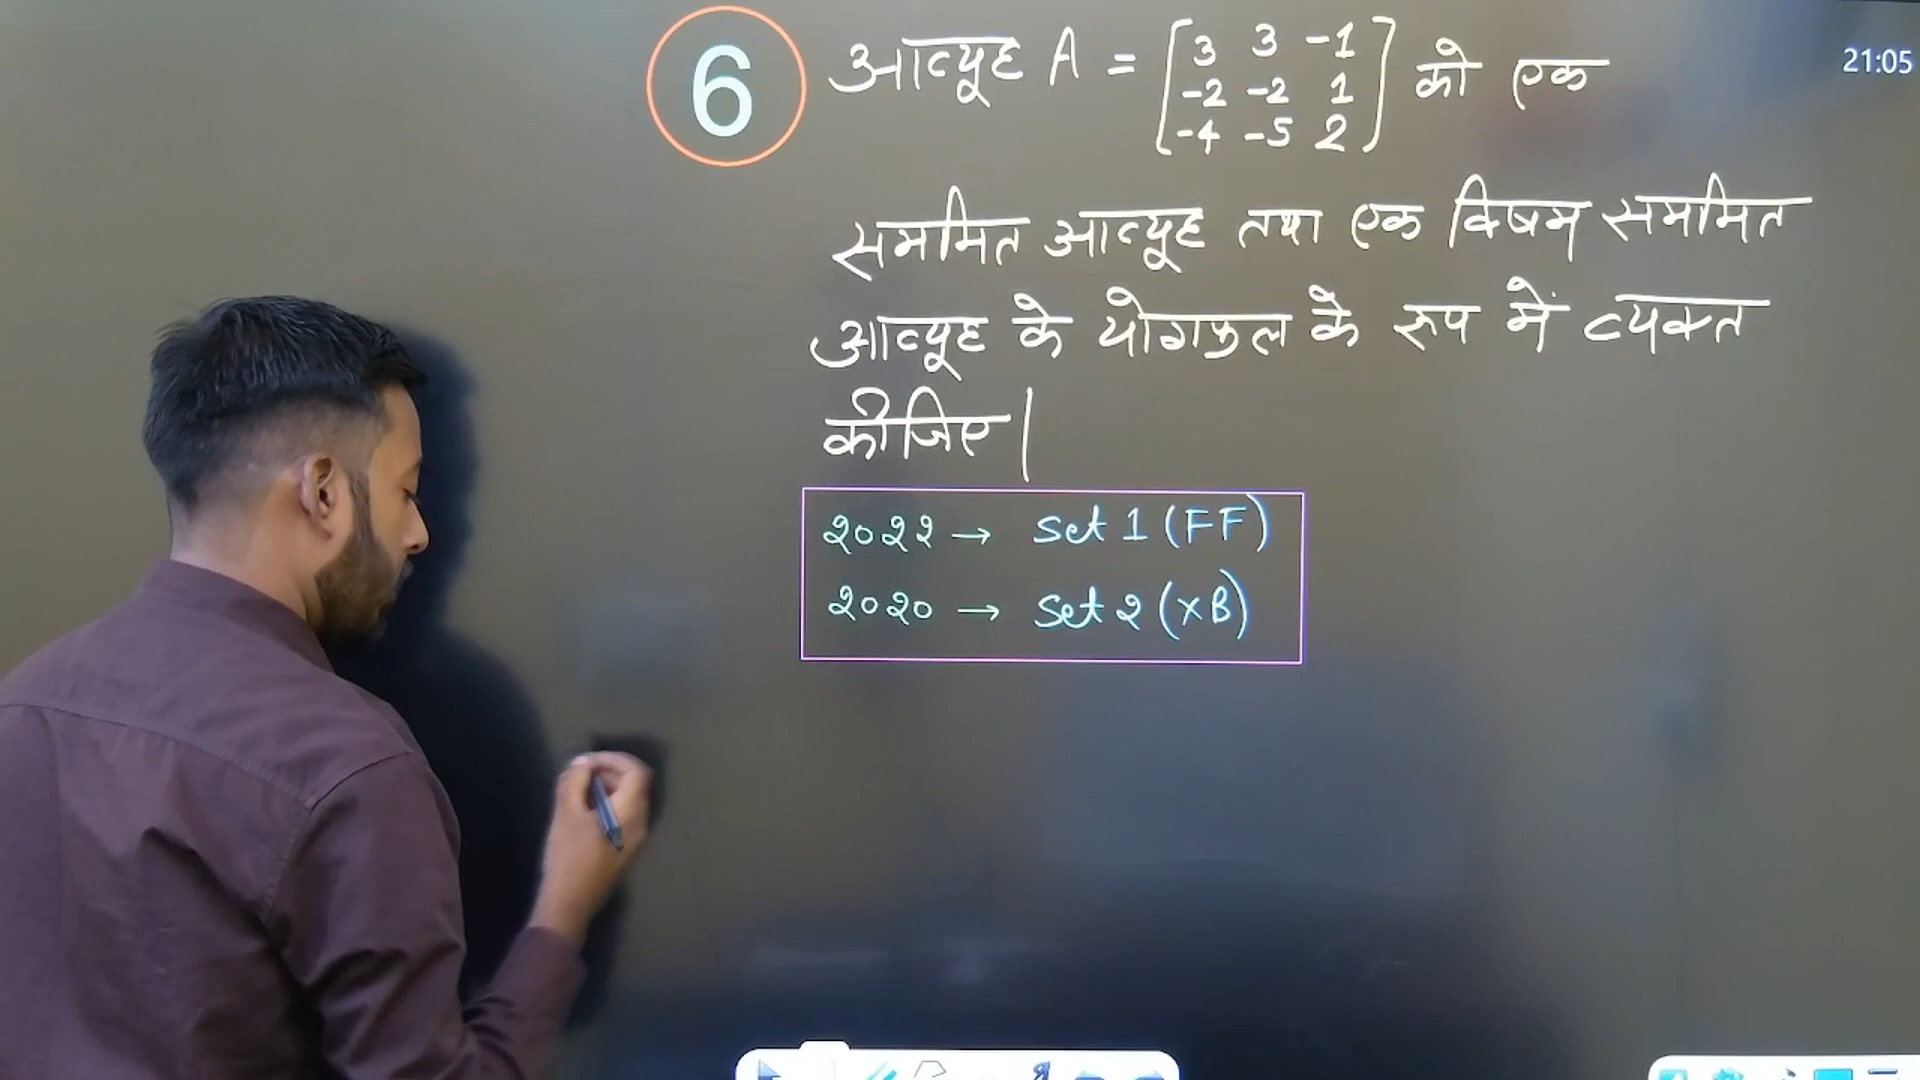 6 आव्यूह A = [3 3 -1 को एक
-2 -2 1
-4 -5 2]
21:05
सममित आव्यूह तथा एक विषम सममित
आव्यूह के योगफल के रूप में व्यक्त
कीजिए।
2022 → Set 1 (FF)
2020 → Set 2 (XB)